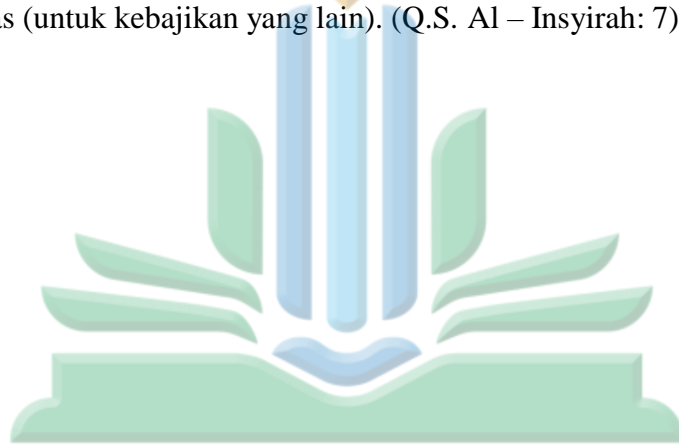 (untuk kebajikan yang lain). (Q.S. Al – Insyirah: 7)